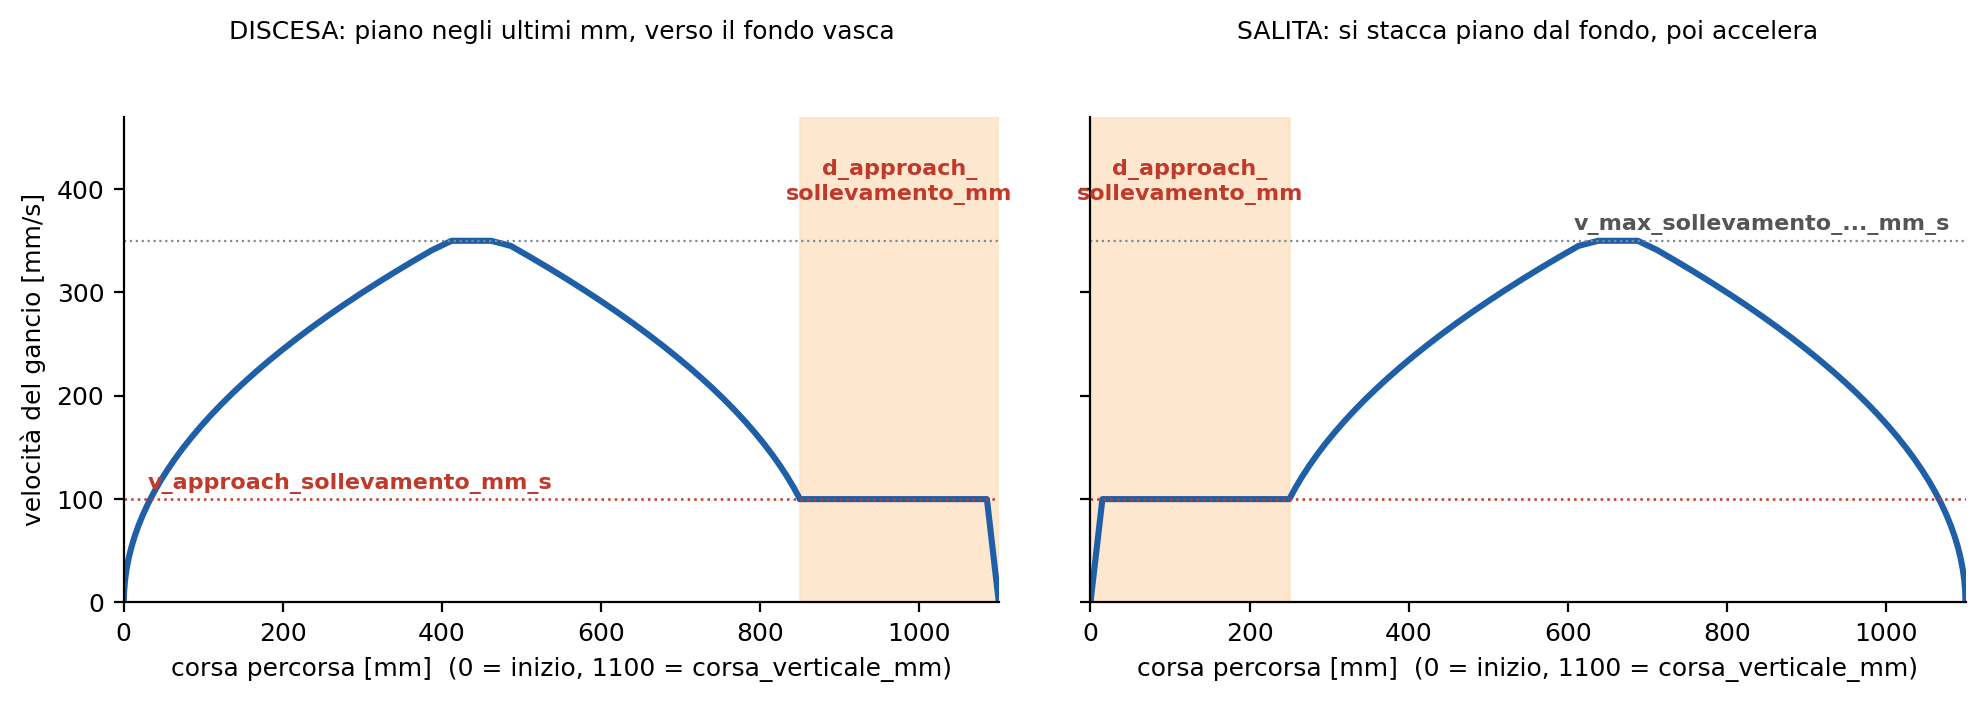 DISCESA: piano negli ultimi mm, verso il fondo vasca
velocità del gancio [mm/s]
400
300
200
100
0
d_approach_
sollevamento_mm
v_approach_sollevamento_mm_s
0 200 400 600 800 1000
corsa percorsa [mm]  (0 = inizio, 1100 = corsa_verticale_mm)
SALITA: si stacca piano dal fondo, poi accelera
d_approach_
sollevamento_mm
v_max_sollevamento_..._mm_s
0 200 400 600 800 1000
corsa percorsa [mm]  (0 = inizio, 1100 = corsa_verticale_mm)